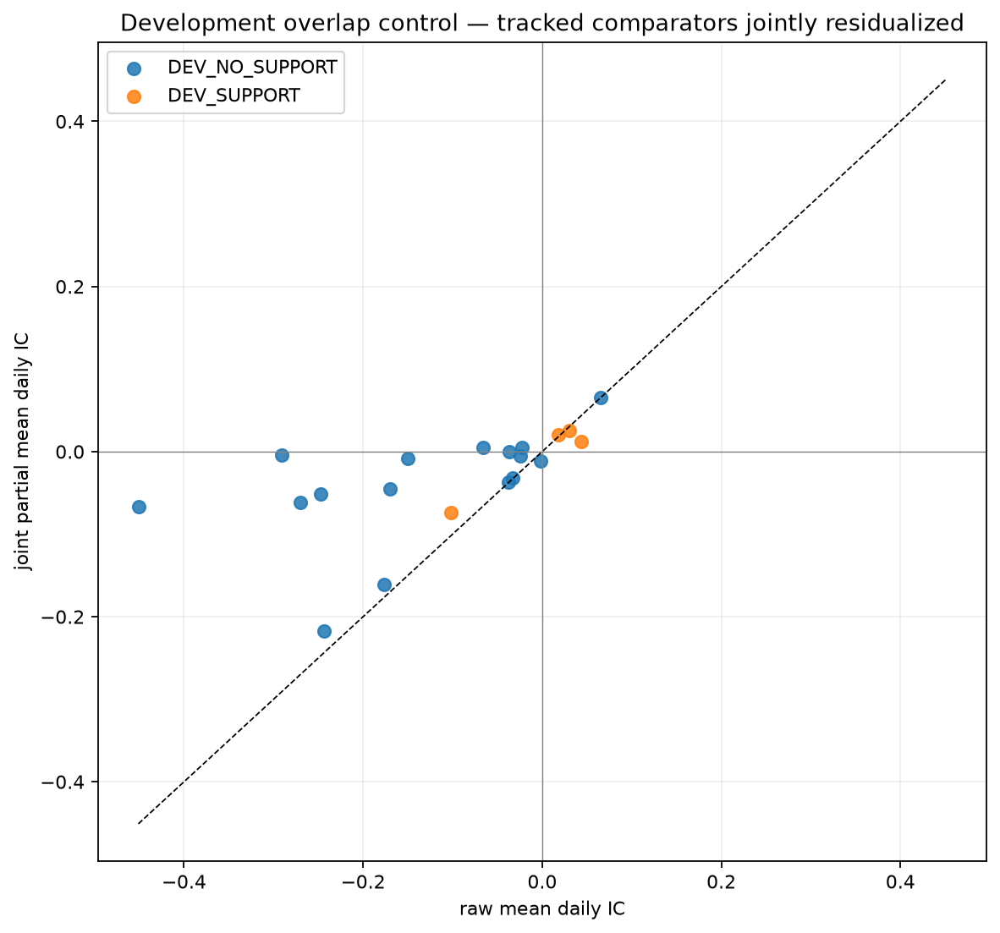 Development overlap control — tracked comparators jointly residualized
DEV_NO_SUPPORT
DEV_SUPPORT
0.4
0.2
0.0
−0.2
−0.4
joint partial mean daily IC
−0.4
−0.2
0.0
0.2
0.4
raw mean daily IC